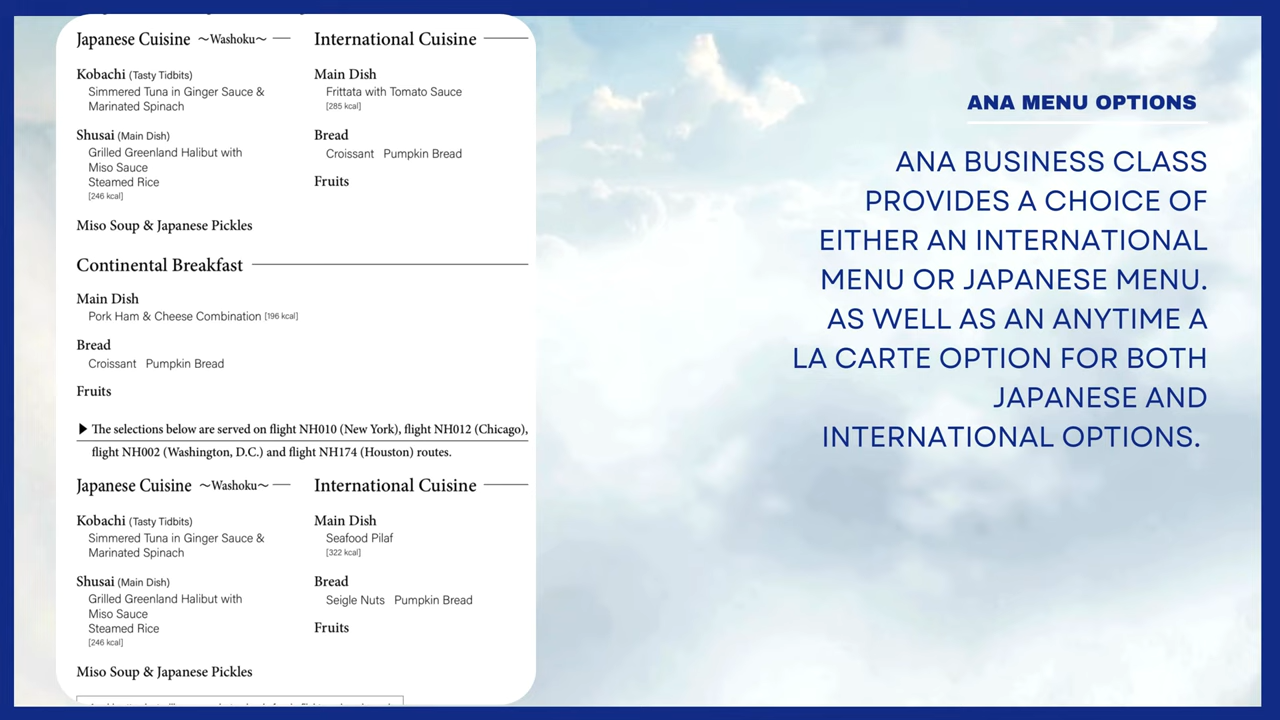 Japanese Cuisine ～Washoku～
Kobachi (Tasty Tidbits)
Simmered Tuna in Ginger Sauce &
Marinated Spinach
Shusai (Main Dish)
Grilled Greenland Halibut with
Miso Sauce
Steamed Rice
[246 kcal]
Miso Soup & Japanese Pickles
International Cuisine
Main Dish
Frittata with Tomato Sauce
[285 kcal]
Bread
Croissant Pumpkin Bread
Fruits
Continental Breakfast
Main Dish
Pork Ham & Cheese Combination [196 kcal]
Bread
Croissant Pumpkin Bread
Fruits
▶ The selections below are served on flight NH010 (New York), flight NH012 (Chicago),
flight NH002 (Washington, D.C.) and flight NH174 (Houston) routes.
Japanese Cuisine ～Washoku～
Kobachi (Tasty Tidbits)
Simmered Tuna in Ginger Sauce &
Marinated Spinach
Shusai (Main Dish)
Grilled Greenland Halibut with
Miso Sauce
Steamed Rice
[246 kcal]
Miso Soup & Japanese Pickles
International Cuisine
Main Dish
Seafood Pilaf
[322 kcal]
Bread
Seigle Nuts Pumpkin Bread
Fruits
ANA MENU OPTIONS
ANA BUSINESS CLASS
PROVIDES A CHOICE OF
EITHER AN INTERNATIONAL
MENU OR JAPANESE MENU.
AS WELL AS AN ANYTIME A
LA CARTE OPTION FOR BOTH
JAPANESE AND
INTERNATIONAL OPTIONS.